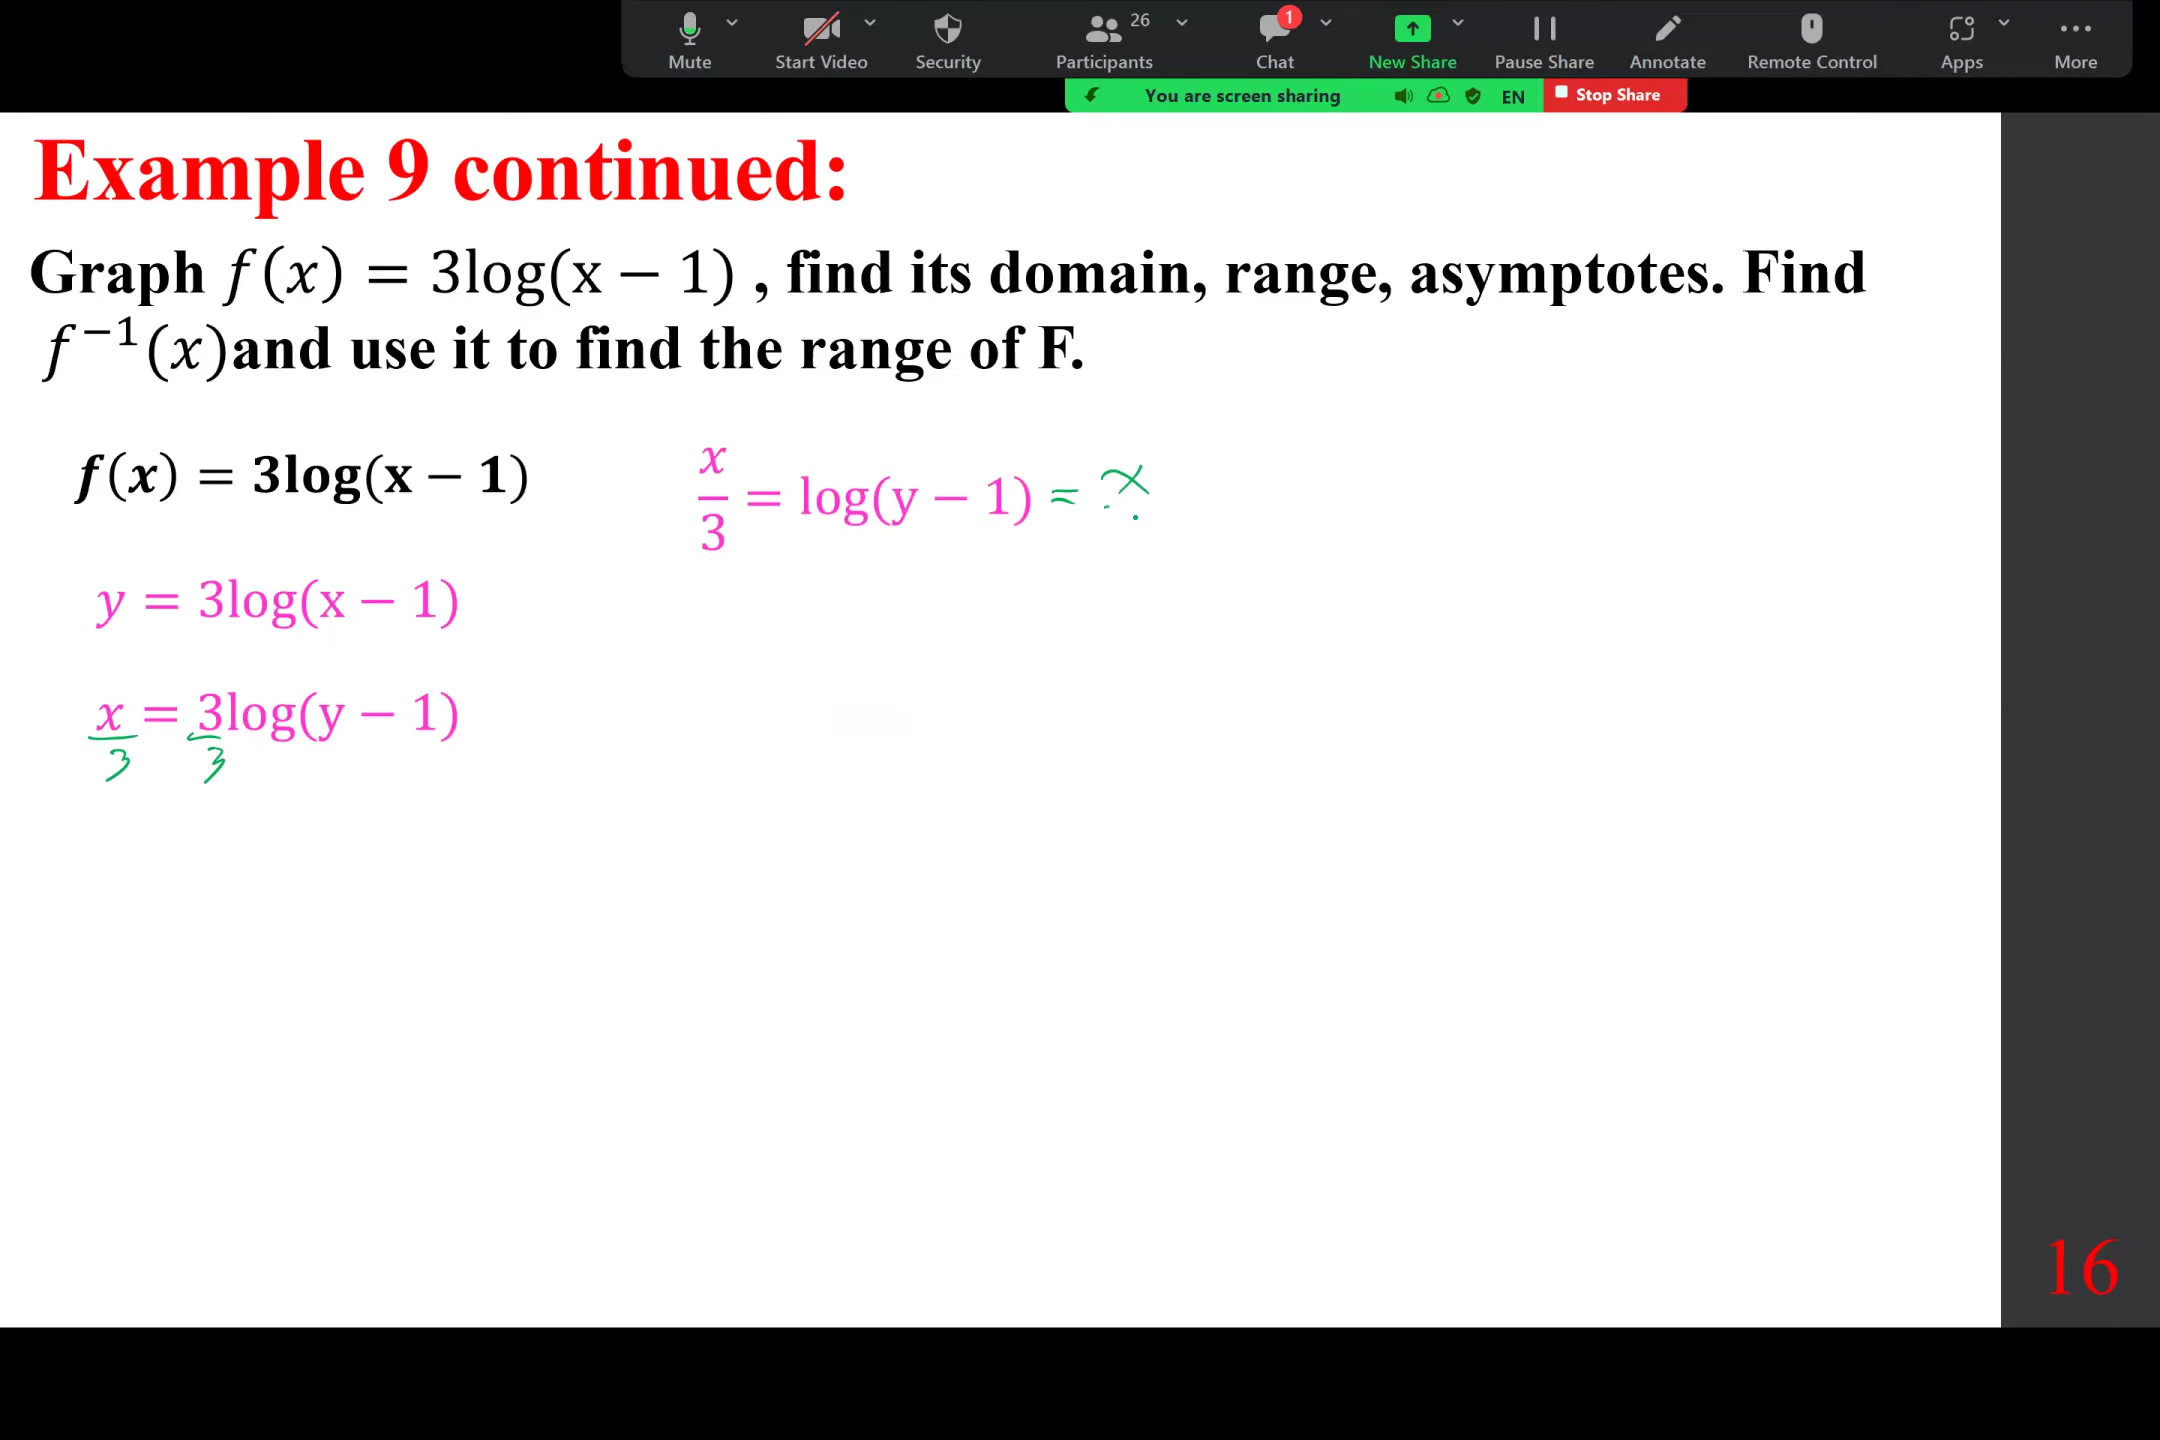 26 1
Mute Start Video Security Participants Chat New Share Pause Share Annotate Remote Control Apps More
You are screen sharing EN Stop Share
Example 9 continued:
Graph f(x) = 3log(x − 1) , find its domain, range, asymptotes. Find
f⁻¹(x)and use it to find the range of F.
f(x) = 3log(x − 1)
x/3 = log(y − 1) = x
y = 3log(x − 1)
x = 3log(y − 1)
3 3
16